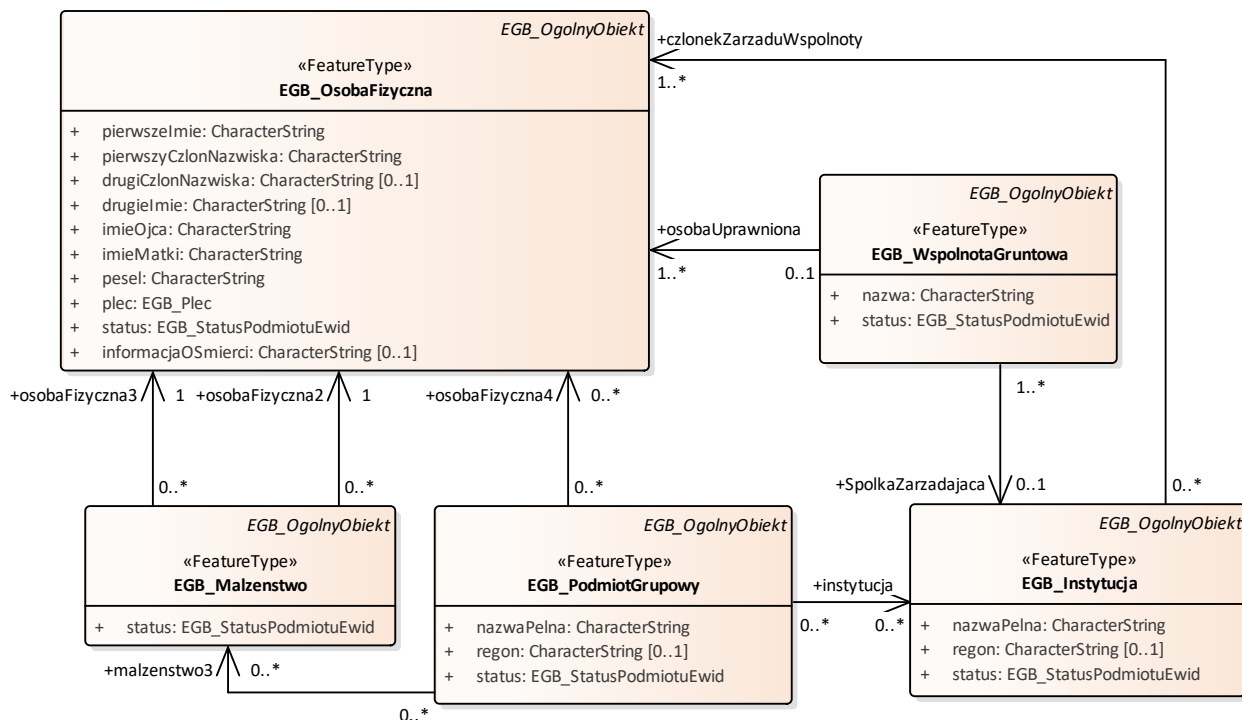 EGB_OgolnyObiekt
«FeatureType»
EGB_OsobaFizyczna
+ pierwszeImie: CharacterString
+ pierwszyCzlonNazwiska: CharacterString
+ drugiCzlonNazwiska: CharacterString [0..1]
+ drugieImie: CharacterString [0..1]
+ imieOjca: CharacterString
+ imieMatki: CharacterString
+ pesel: CharacterString
+ plec: EGB_Plec
+ status: EGB_StatusPodmiotuEwid
+ informacjaOSmierci: CharacterString [0..1]
+członekZarzaduWspolnoty
1..*
EGB_OgolnyObiekt
«FeatureType»
EGB_WspolnotaGruntowa
+ nazwa: CharacterString
+ status: EGB_StatusPodmiotuEwid
+osobaUprawniona
1..*
0..1
+osobaFizyczna3
1
+osobaFizyczna2
1
+osobaFizyczna4
0..*
1..*
0..*
0..*
0..*
+SpolkaZarzadajaca
0..1
0..*
EGB_OgolnyObiekt
«FeatureType»
EGB_Malzenstwo
+ status: EGB_StatusPodmiotuEwid
EGB_OgolnyObiekt
«FeatureType»
EGB_PodmiotGrupowy
+ nazwaPelna: CharacterString
+ regon: CharacterString [0..1]
+ status: EGB_StatusPodmiotuEwid
+instytucja
0..*
0..*
EGB_OgolnyObiekt
«FeatureType»
EGB_Instytucja
+ nazwaPelna: CharacterString
+ regon: CharacterString [0..1]
+ status: EGB_StatusPodmiotuEwid
+malzenstwo3
0..*
0..*